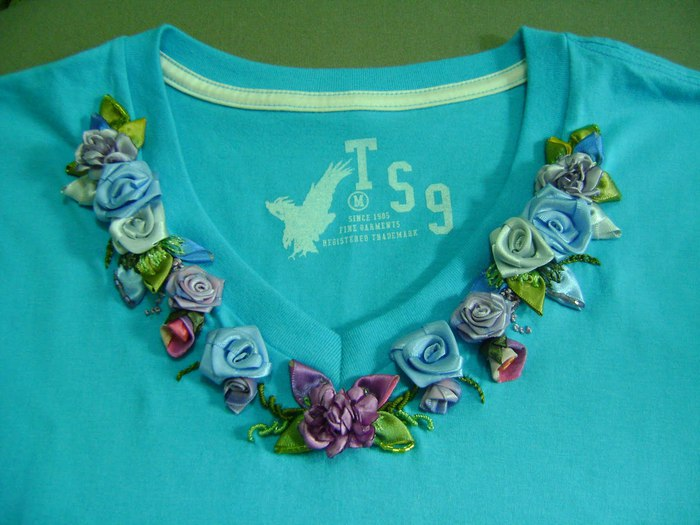 TS9
M
SINCE 1985
FINE GARMENTS
REGISTERED TRADEMARK